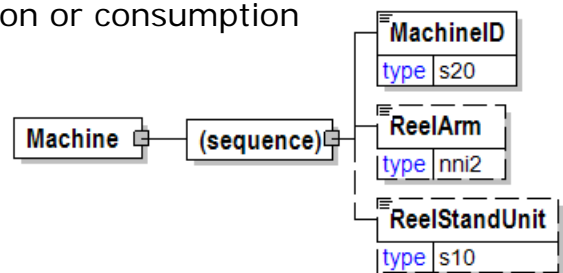 on or consumption
MachineID
type s20
ReelArm
type nni2
Machine
(sequence)
ReelStandUnit
type s10